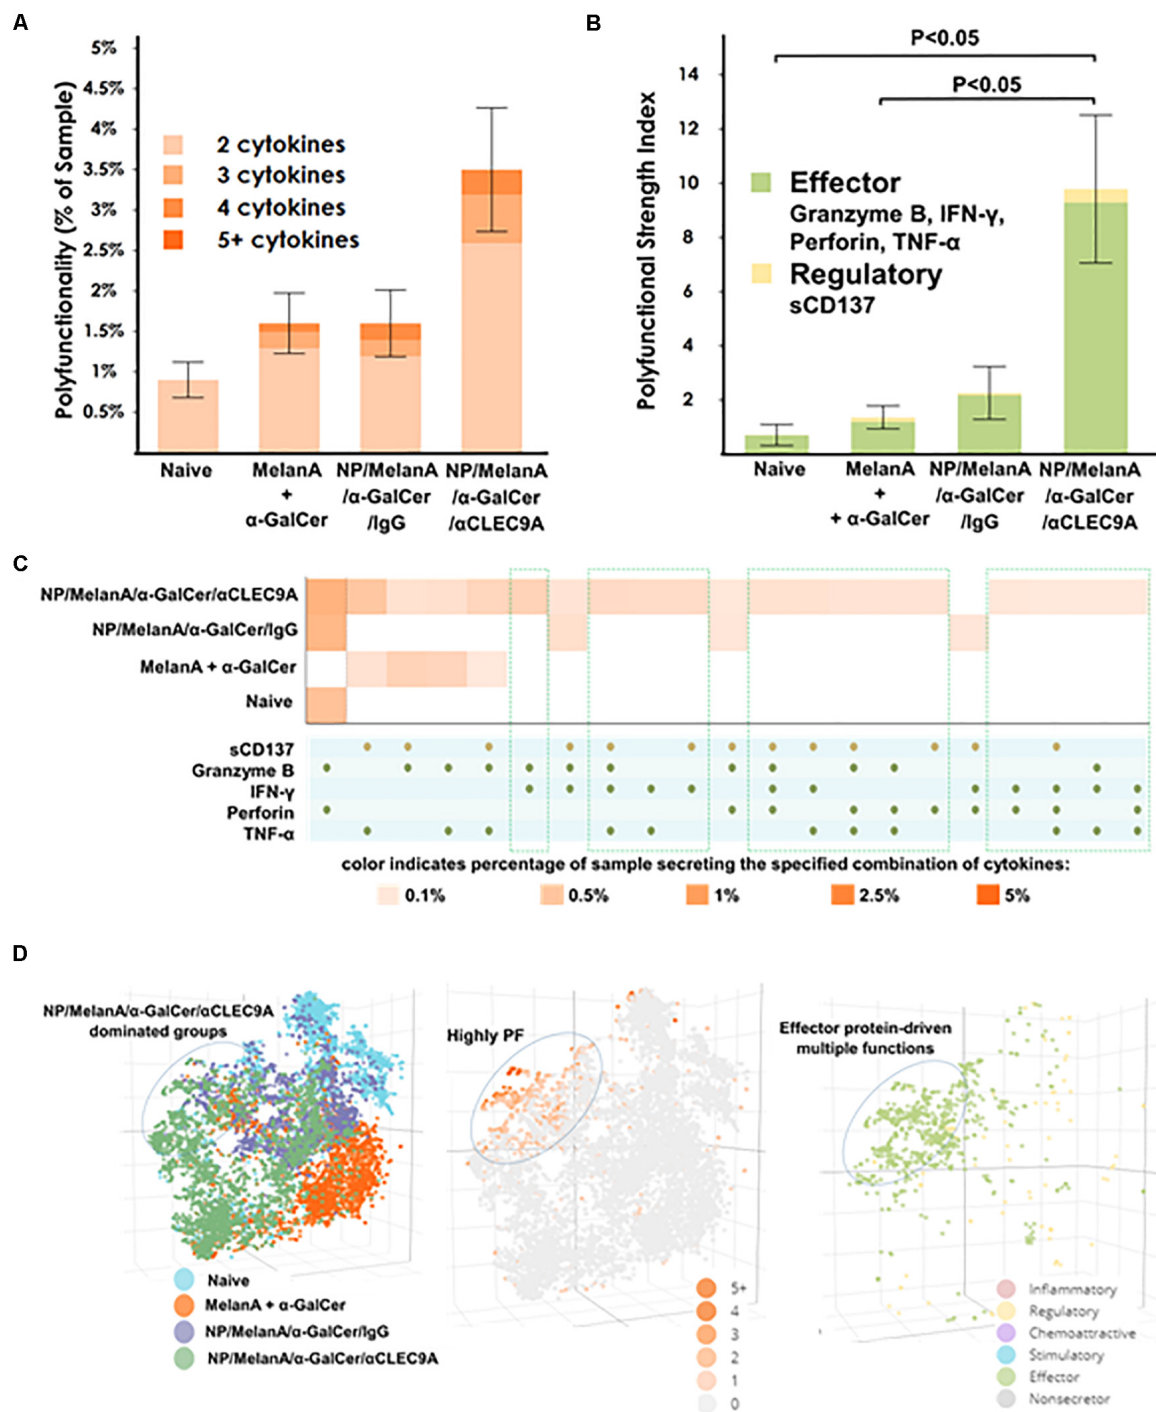 A
5%
4.5%
4%
3.5%
3%
2.5%
2%
1.5%
1%
0.5%
Polyfunctionality (% of Sample)
2 cytokines
3 cytokines
4 cytokines
5+ cytokines
Naive
MelanA
+
α-GalCer
NP/MelanA
/α-GalCer
/IgG
NP/MelanA
/α-GalCer
/αCLEC9A
B
P<0.05
P<0.05
14
12
10
8
6
4
2
Polyfunctional Strength Index
Effector
Granzyme B, IFN-γ,
Perforin, TNF-α
Regulatory
sCD137
Naive
MelanA
+
+ α-GalCer
NP/MelanA
/α-GalCer
/IgG
NP/MelanA
/α-GalCer
/αCLEC9A
C
NP/MelanA/α-GalCer/αCLEC9A
NP/MelanA/α-GalCer/IgG
MelanA + α-GalCer
Naive
sCD137
Granzyme B
IFN-γ
Perforin
TNF-α
color indicates percentage of sample secreting the specified combination of cytokines:
0.1% 0.5% 1% 2.5% 5%
D
NP/MelanA/α-GalCer/αCLEC9A
dominated groups
Naive
MelanA + α-GalCer
NP/MelanA/α-GalCer/IgG
NP/MelanA/α-GalCer/αCLEC9A
Highly PF
5+
4
3
2
1
0
Effector protein-driven
multiple functions
Inflammatory
Regulatory
Chemoattractive
Stimulatory
Effector
Nonsecretor